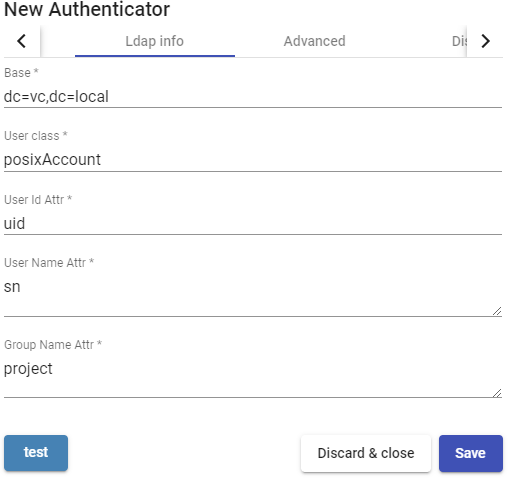 New Authenticator
Ldap info
Advanced
Base *
dc=vc,dc=local
User class *
posixAccount
User Id Attr *
uid
User Name Attr *
sn
Group Name Attr *
project
test
Discard & close
Save